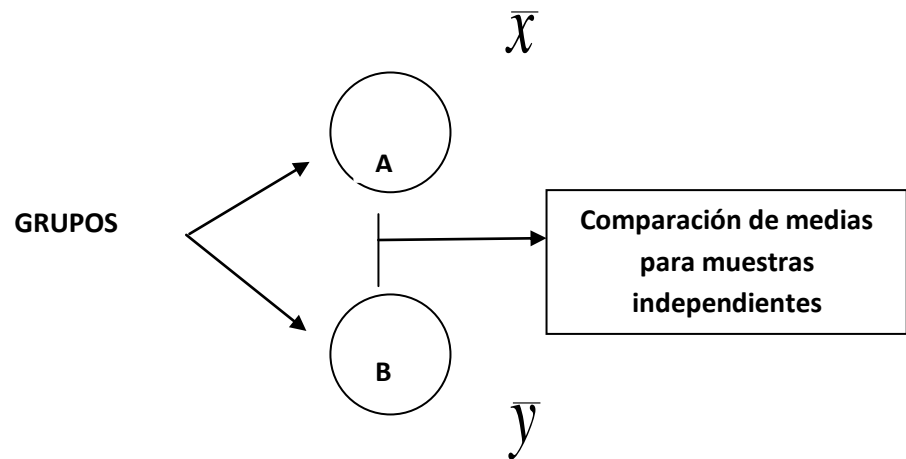 x̅
A
GRUPOS
Comparación de medias
para muestras
independientes
B
y̅